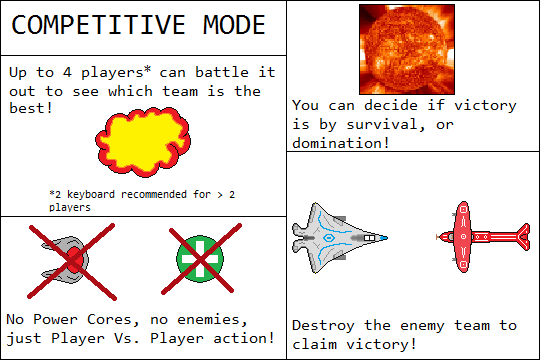 COMPETITIVE MODE
Up to 4 players* can battle it
out to see which team is the
best!
*2 keyboard recommended for > 2
players
No Power Cores, no enemies,
just Player Vs. Player action!
You can decide if victory
is by survival, or
domination!
Destroy the enemy team to
claim victory!